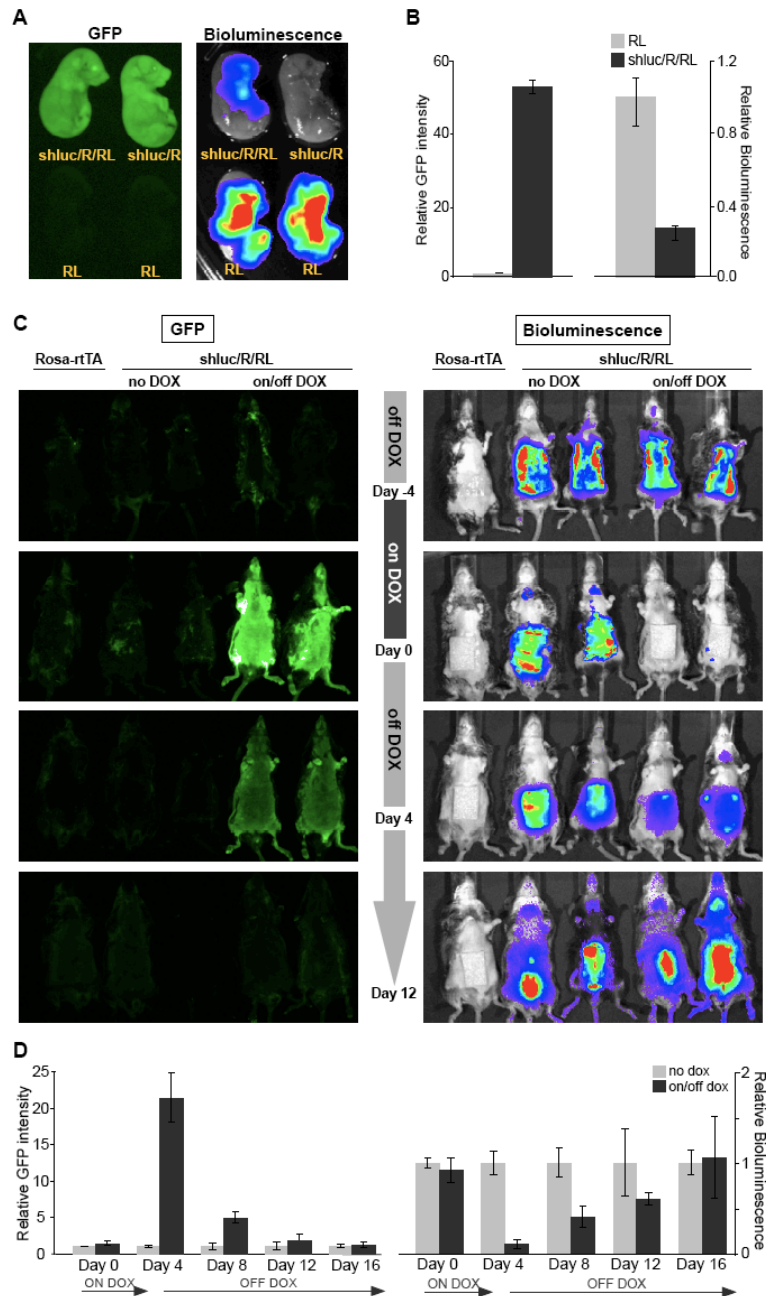 A
GFP
Bioluminescence
shluc/R/RL shluc/R
shluc/R/RL shluc/R
RL RL
RL RL
B
RL
shluc/R/RL
Relative GFP intensity
60
50
40
20
0
1.2
0.8
0.4
0.0
Relative Bioluminescence
C
GFP
Bioluminescence
Rosa-rtTA shluc/R/RL
no DOX on/off DOX
Rosa-rtTA shluc/R/RL
no DOX on/off DOX
off DOX
Day -4
on DOX
Day 0
off DOX
Day 4
Day 12
D
Relative GFP intensity
25
20
15
10
5
0
Day 0 Day 4 Day 8 Day 12 Day 16
ON DOX OFF DOX
no dox
on/off dox
2
1
0
Relative Bioluminescence
Day 0 Day 4 Day 8 Day 12 Day 16
ON DOX OFF DOX